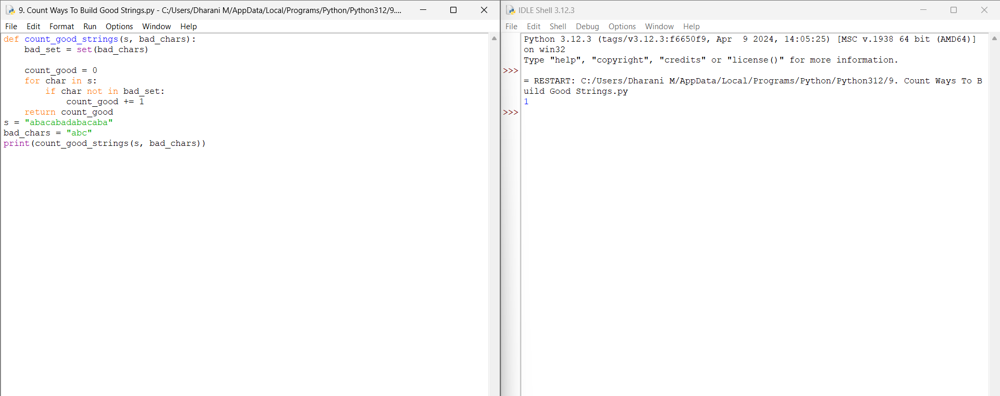 9. Count Ways To Build Good Strings.py - C:/Users/Dharani M/AppData/Local/Programs/Python/Python312/9....
File Edit Format Run Options Window Help
def count_good_strings(s, bad_chars):
    bad_set = set(bad_chars)
    count_good = 0
    for char in s:
        if char not in bad_set:
            count_good += 1
    return count_good
s = "abacabadabacaba"
bad_chars = "abc"
print(count_good_strings(s, bad_chars))
IDLE Shell 3.12.3
File Edit Shell Debug Options Window Help
Python 3.12.3 (tags/v3.12.3:f6650f9, Apr  9 2024, 14:05:25) [MSC v.1938 64 bit (AMD64)]
on win32
Type "help", "copyright", "credits" or "license()" for more information.
>>>
= RESTART: C:/Users/Dharani M/AppData/Local/Programs/Python/Python312/9. Count Ways To B
uild Good Strings.py
1
>>>